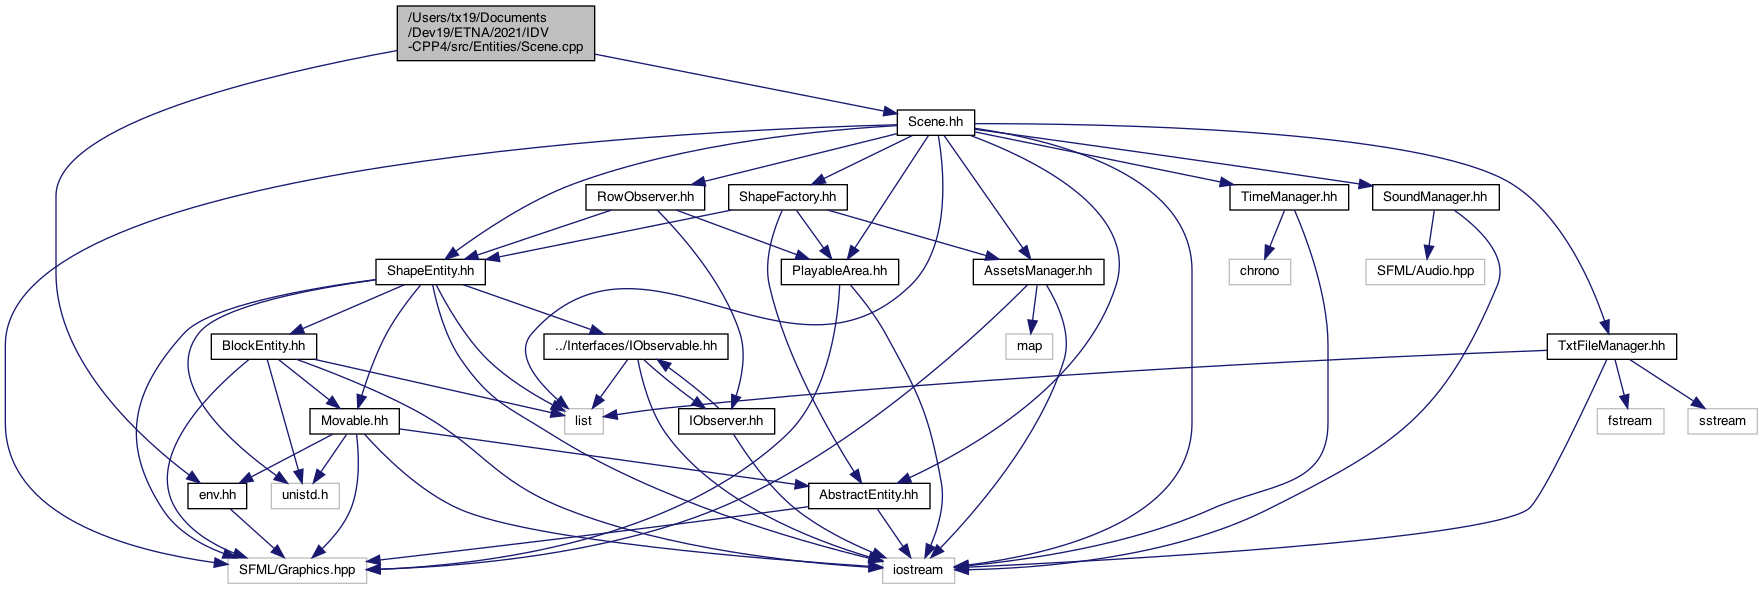 /Users/tx19/Documents
/Dev19/ETNA/2021/IDV
-CPP4/src/Entities/Scene.cpp
Scene.hh
RowObserver.hh
ShapeFactory.hh
TimeManager.hh
SoundManager.hh
ShapeEntity.hh
PlayableArea.hh
AssetsManager.hh
chrono
SFML/Audio.hpp
BlockEntity.hh
../Interfaces/IObservable.hh
map
TxtFileManager.hh
Movable.hh
list
IObserver.hh
fstream
sstream
env.hh
unistd.h
AbstractEntity.hh
SFML/Graphics.hpp
iostream